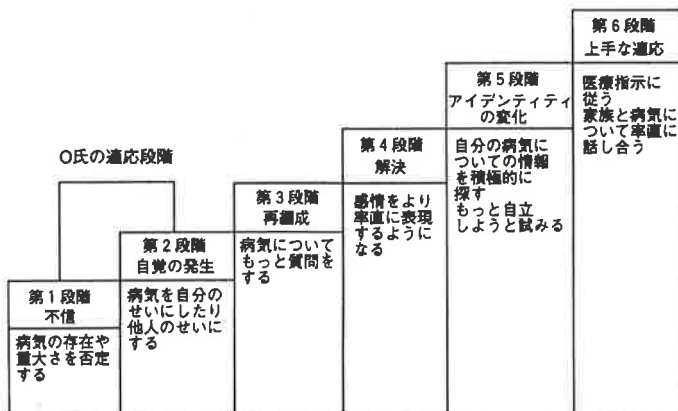 O氏の適応段階
第1段階
不信
病気の存在や
重大さを否定
する
第2段階
自覚の発生
病気を自分の
せいにしたり
他人のせいに
する
第3段階
再編成
病気について
もっと質問を
する
第4段階
解決
感情をより
率直に表現
するように
なる
第5段階
アイデンティティ
の変化
自分の病気に
ついての情報
を積極的に
探す
もっと自立
しようと試みる
第6段階
上手な適応
医療指示に
従う
家族と病気に
ついて率直に
話し合う